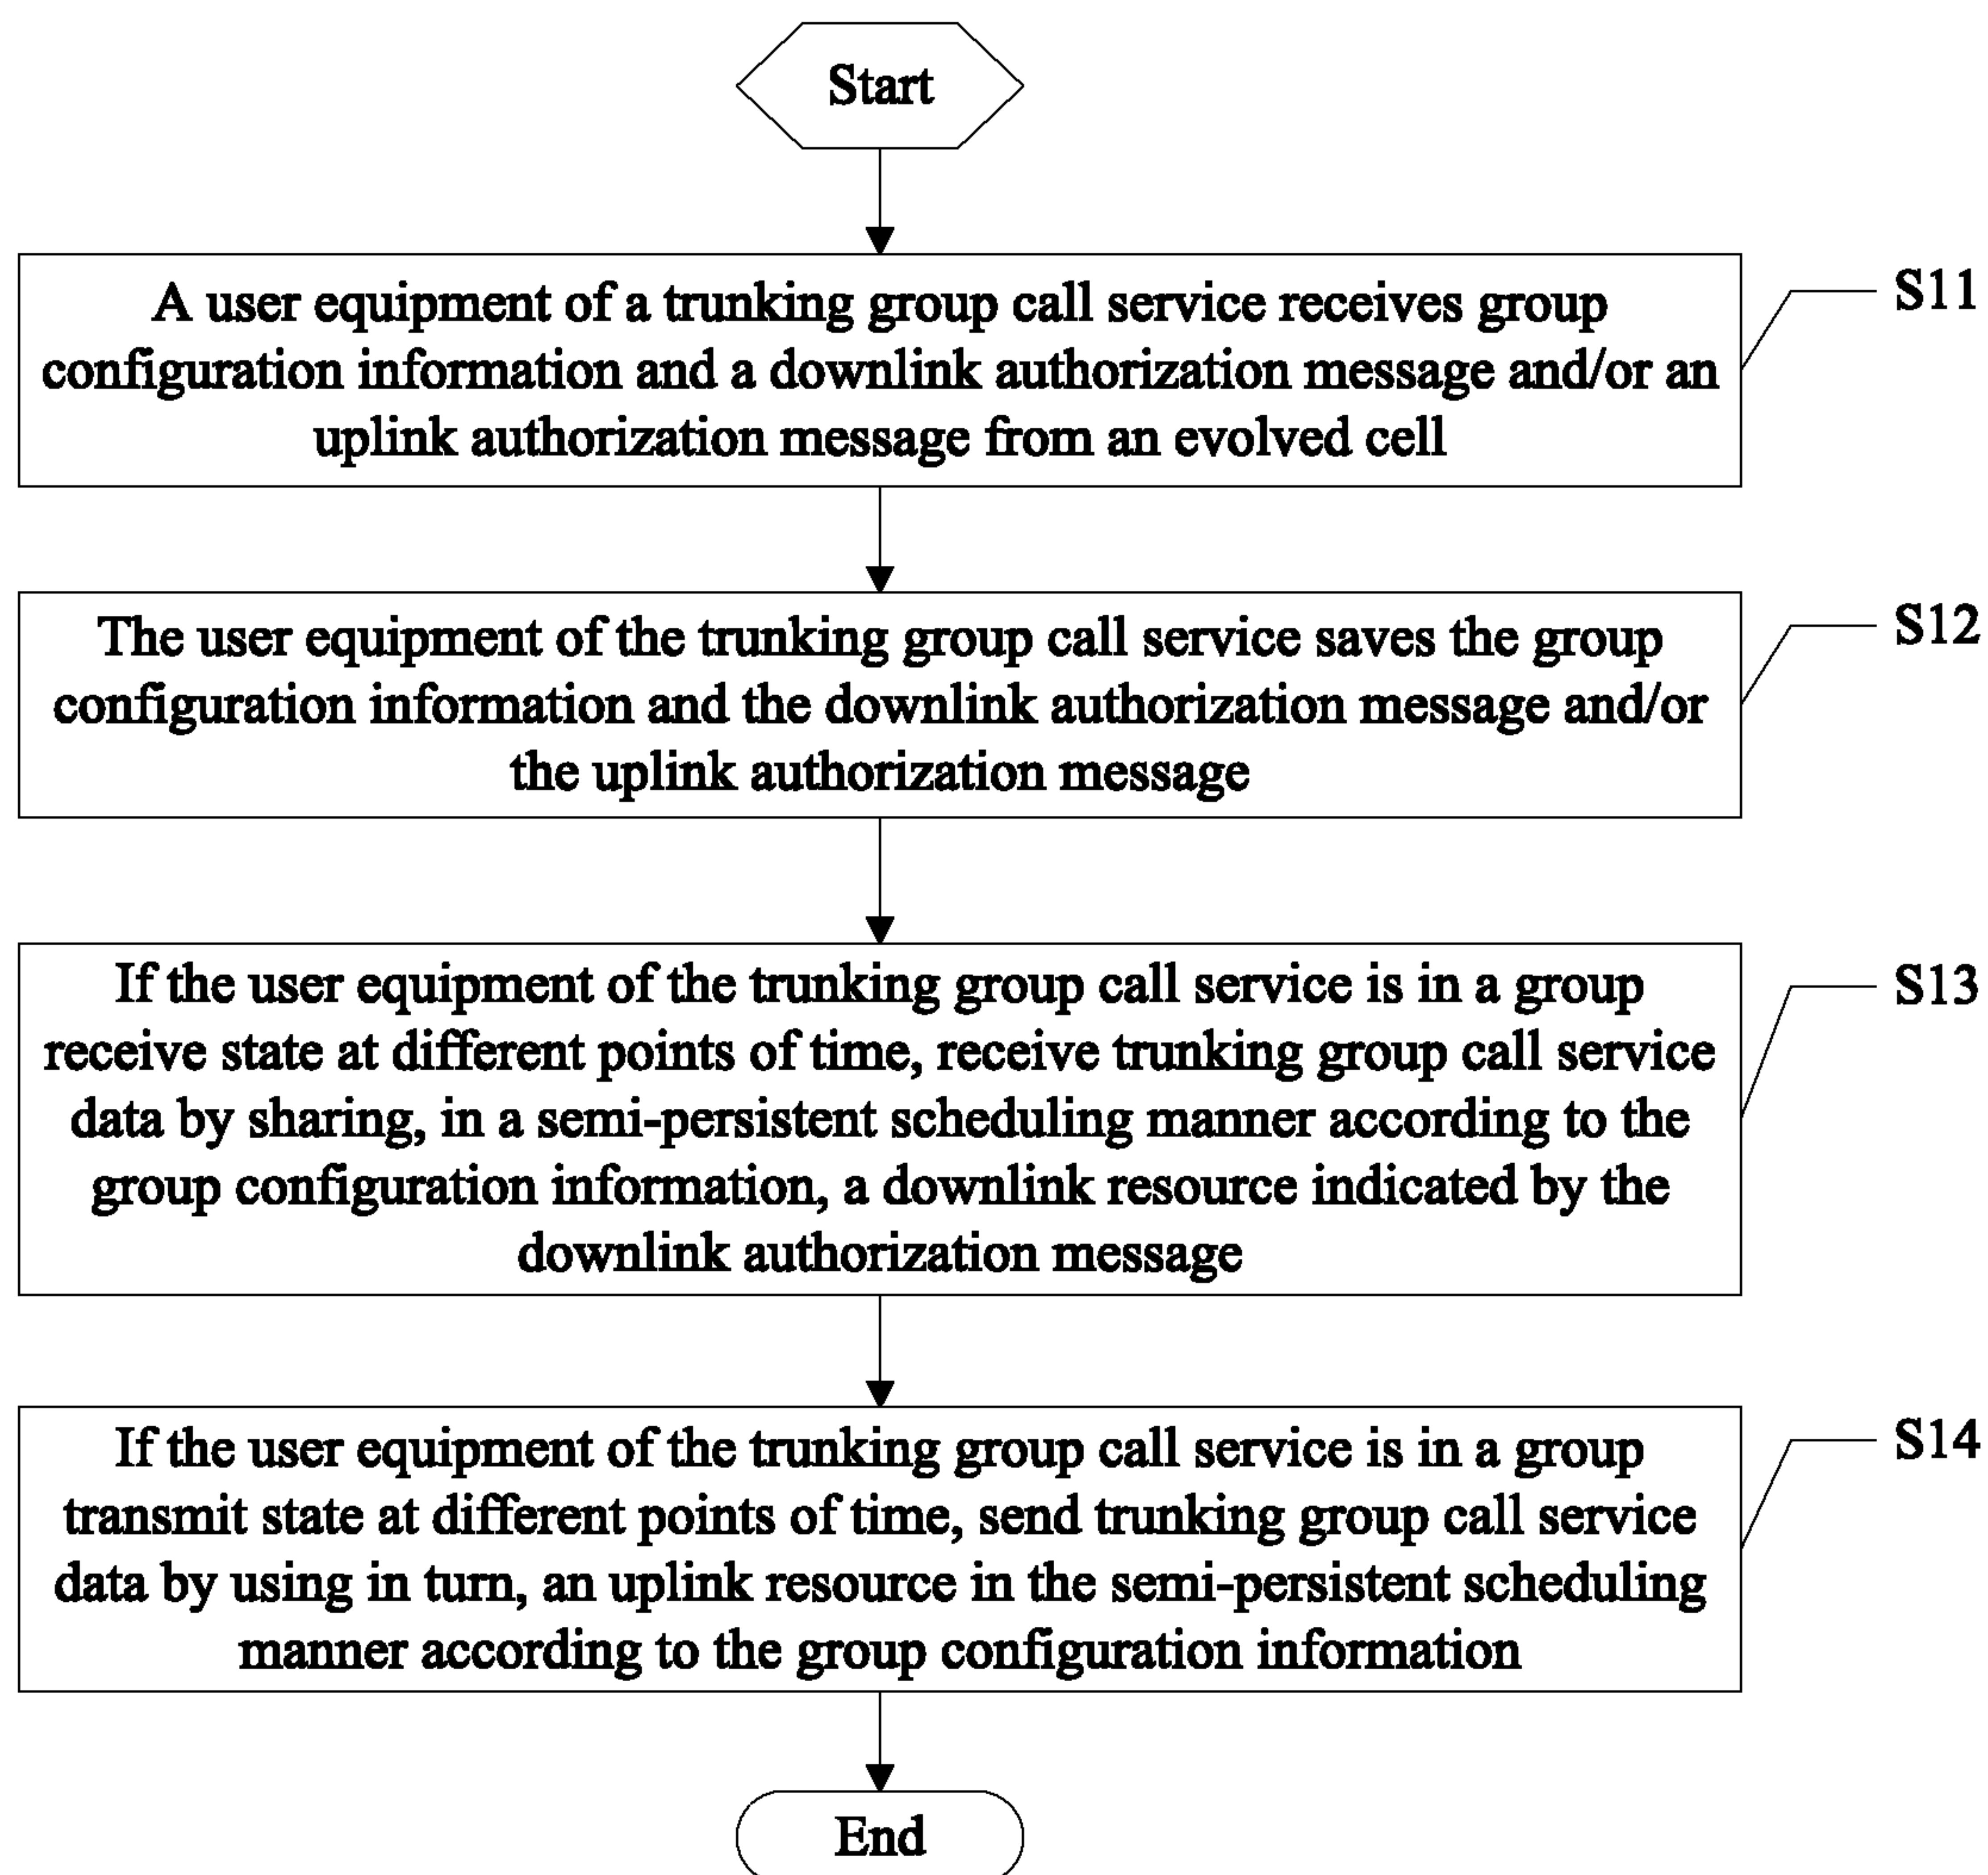 Start
A user equipment of a trunking group call service receives group
configuration information and a downlink authorization message and/or an
uplink authorization message from an evolved cell
S11
The user equipment of the trunking group call service saves the group
configuration information and the downlink authorization message and/or
the uplink authorization message
S12
If the user equipment of the trunking group call service is in a group
receive state at different points of time, receive trunking group call service
data by sharing, in a semi-persistent scheduling manner according to the
group configuration information, a downlink resource indicated by the
downlink authorization message
S13
If the user equipment of the trunking group call service is in a group
transmit state at different points of time, send trunking group call service
data by using in turn, an uplink resource in the semi-persistent scheduling
manner according to the group configuration information
S14
End